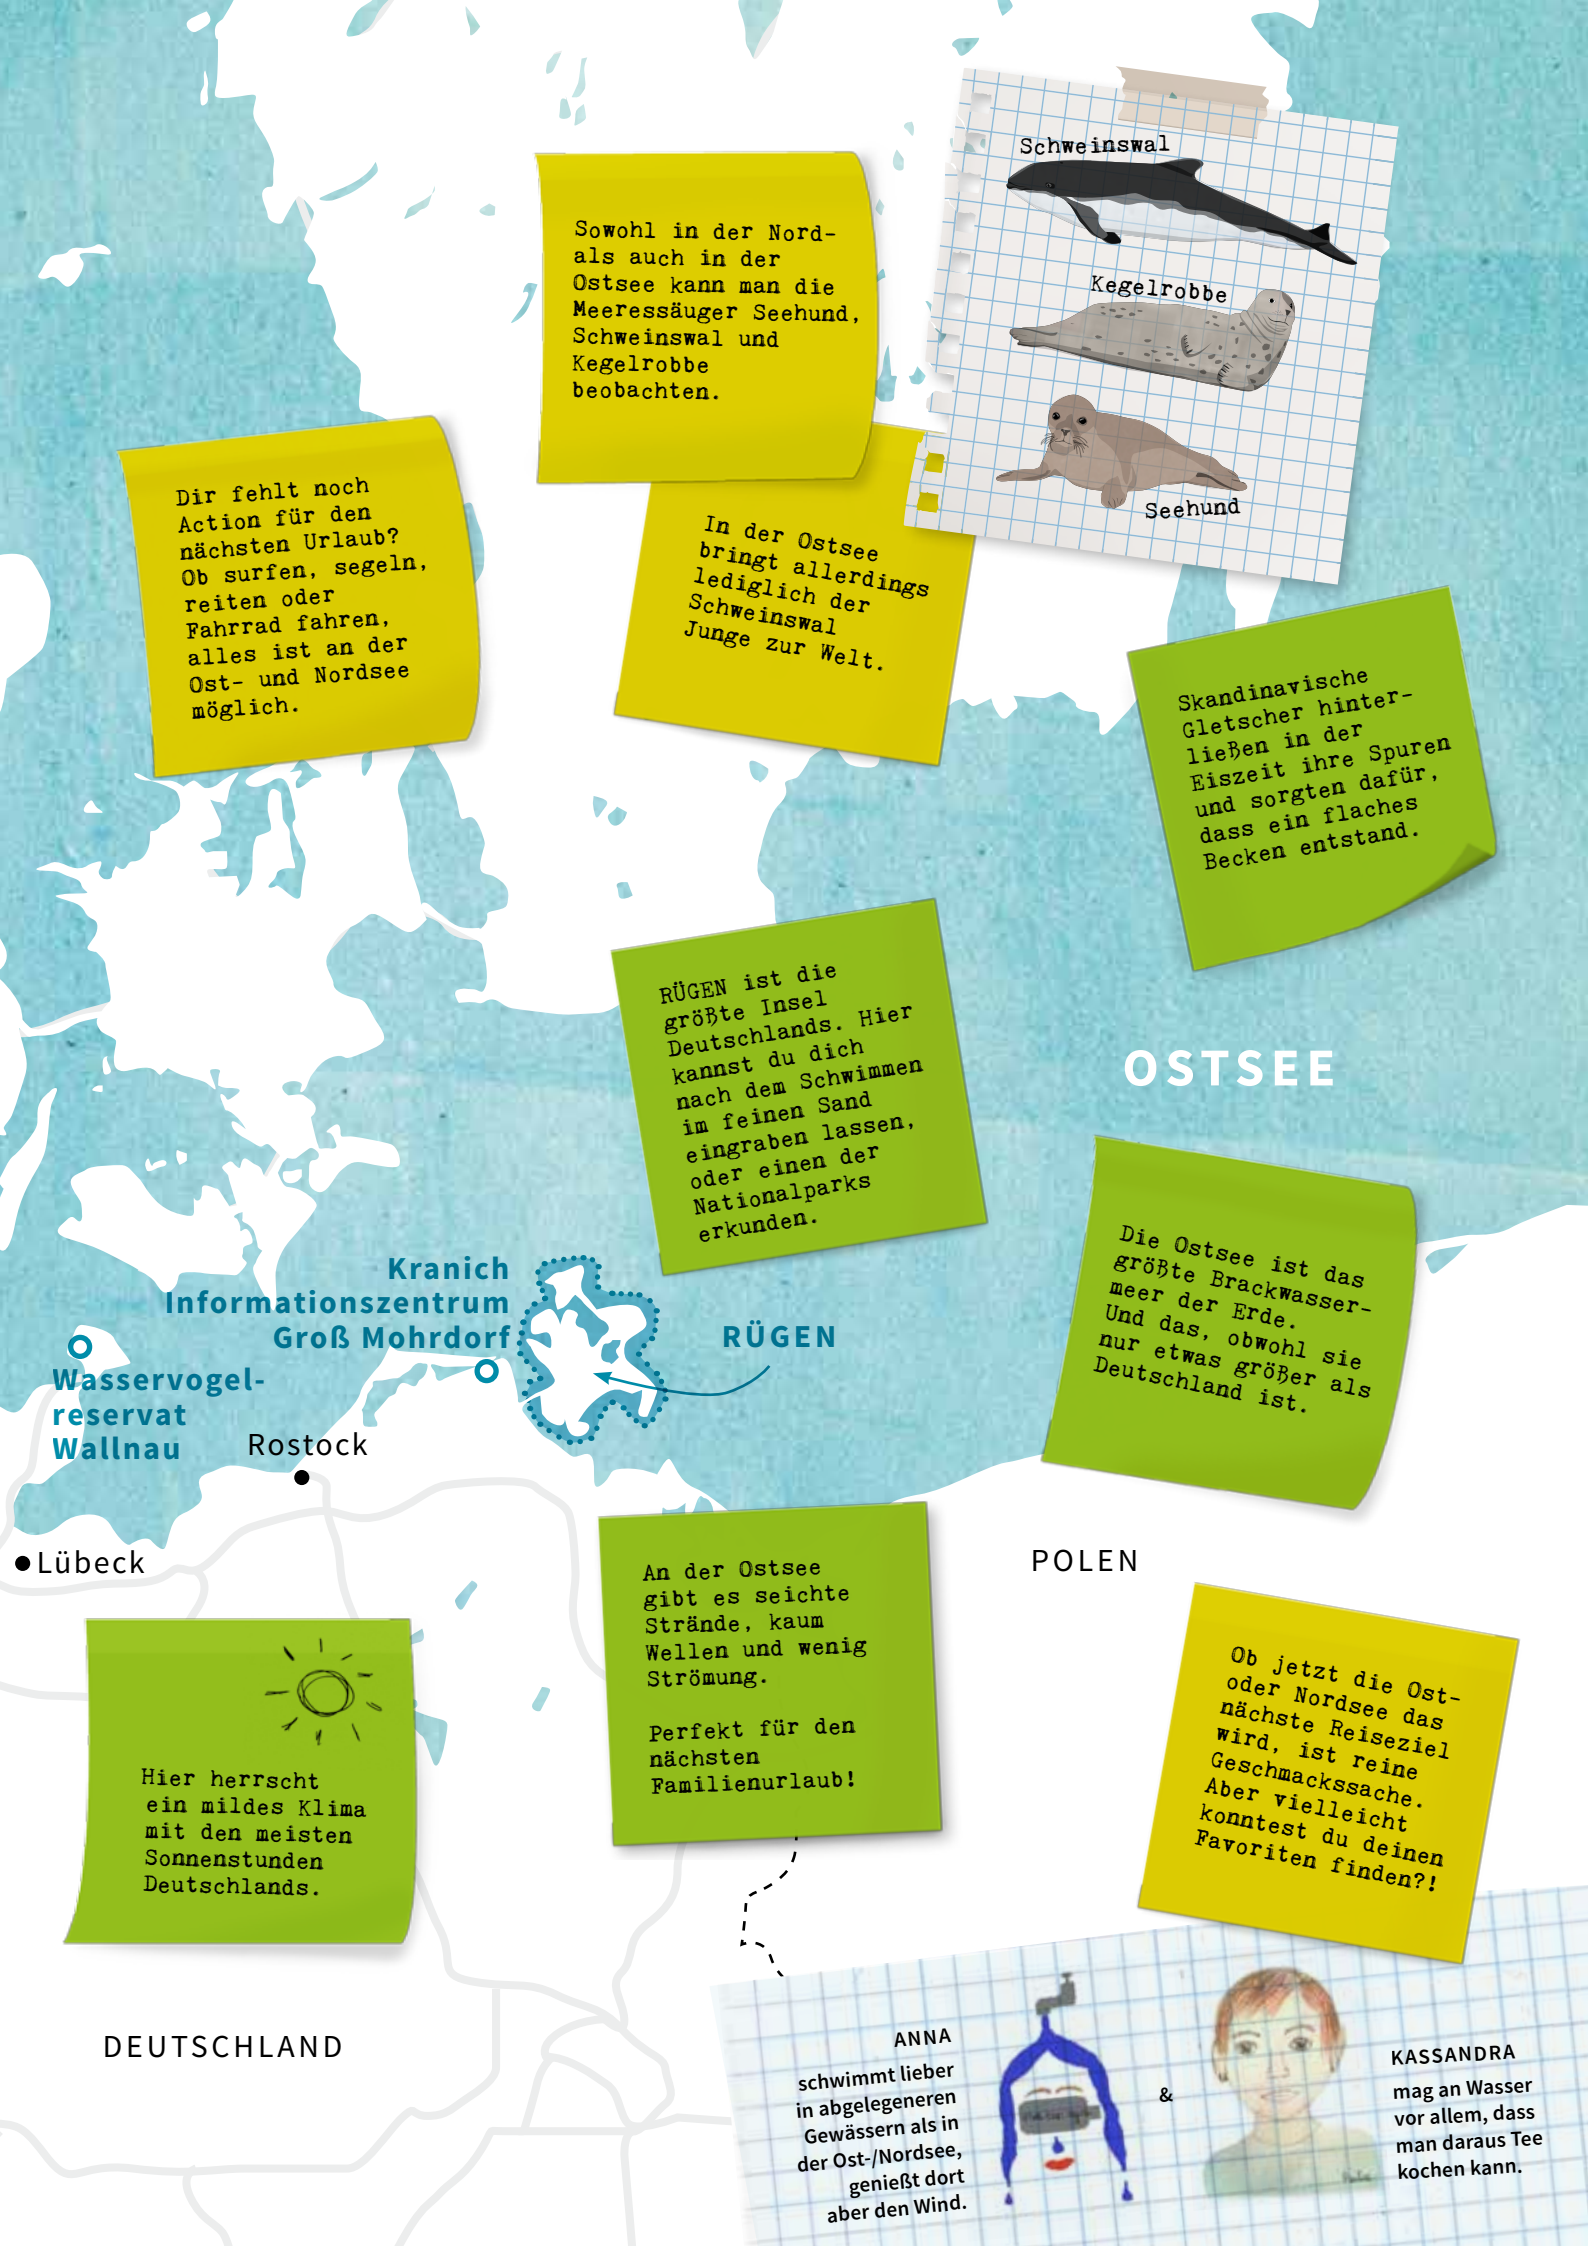 Schweinswal
Kegelrobbe
Seehund
Sowohl in der Nord-
als auch in der
Ostsee kann man die
Meeressäuger Seehund,
Schweinswal und
Kegelrobbe
beobachten.
Dir fehlt noch
Action für den
nächsten Urlaub?
Ob surfen, segeln,
reiten oder
Fahrrad fahren,
alles ist an der
Ost- und Nordsee
möglich.
In der Ostsee
bringt allerdings
lediglich der
Schweinswal
Junge zur Welt.
Skandinavische
Gletscher hinter-
ließen in der
Eiszeit ihre Spuren
und sorgten dafür,
dass ein flaches
Becken entstand.
RÜGEN ist die
größte Insel
Deutschlands. Hier
kannst du dich
nach dem Schwimmen
im feinen Sand
eingraben lassen,
oder einen der
Nationalparks
erkunden.
OSTSEE
Die Ostsee ist das
größte Brackwasser-
meer der Erde.
Und das, obwohl sie
nur etwas größer als
Deutschland ist.
Kranich
Informationszentrum
Groß Mohrdorf
RÜGEN
Wasservogel-
reservat
Wallnau
Rostock
Lübeck
POLEN
An der Ostsee
gibt es seichte
Strände, kaum
Wellen und wenig
Strömung.
Perfekt für den
nächsten
Familienurlaub!
Hier herrscht
ein mildes Klima
mit den meisten
Sonnenstunden
Deutschlands.
Ob jetzt die Ost-
oder Nordsee das
nächste Reiseziel
wird, ist reine
Geschmackssache.
Aber vielleicht
konntest du deinen
Favoriten finden?!
DEUTSCHLAND
ANNA
schwimmt lieber
in abgelegeneren
Gewässern als in
der Ost-/Nordsee,
genießt dort
aber den Wind.
&
KASSANDRA
mag an Wasser
vor allem, dass
man daraus Tee
kochen kann.